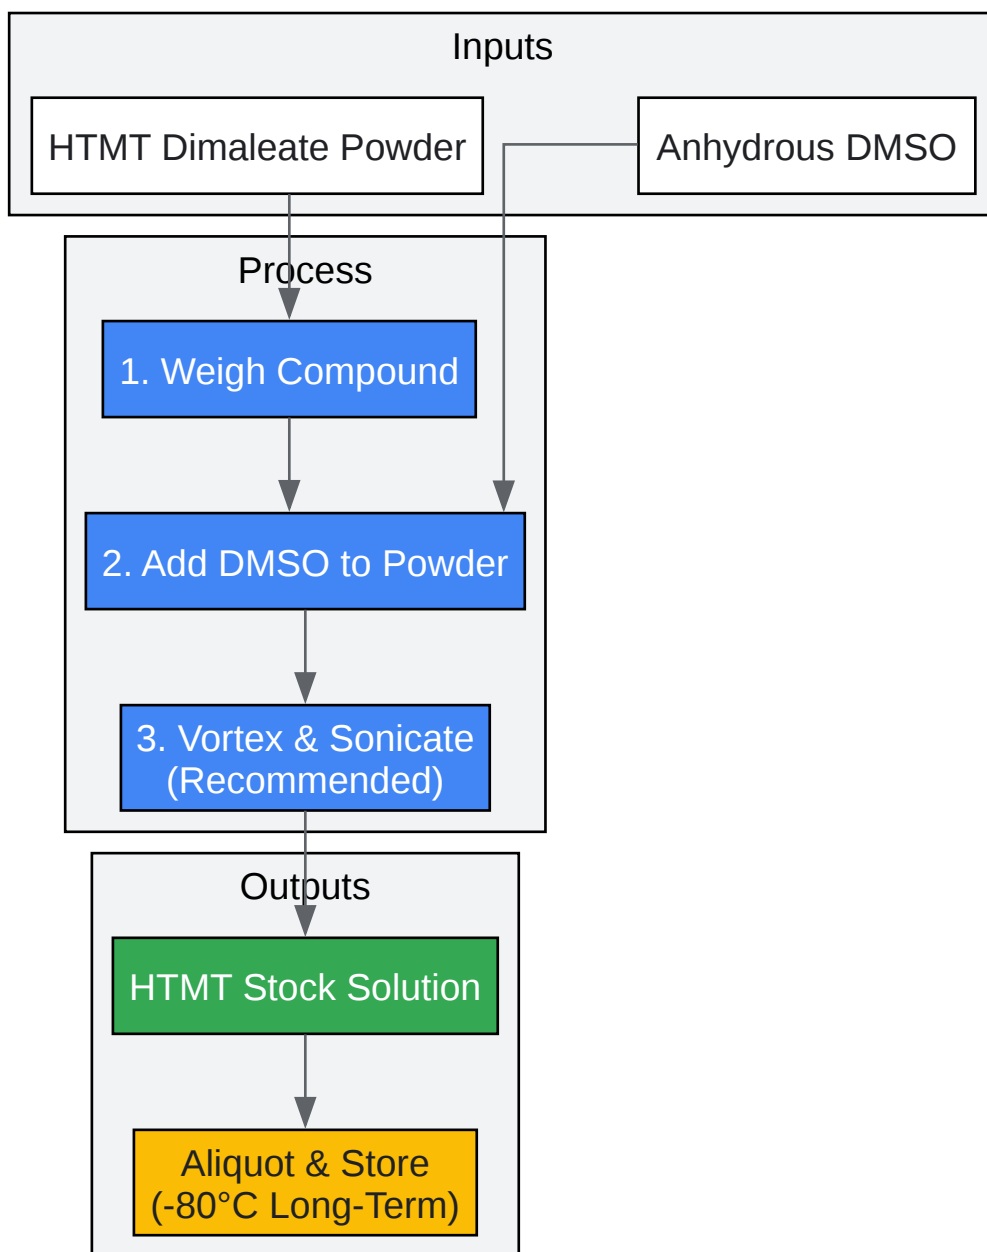 Inputs
HTMT Dimaleate Powder
Anhydrous DMSO
Process
1. Weigh Compound
2. Add DMSO to Powder
3. Vortex & Sonicate
(Recommended)
Outputs
HTMT Stock Solution
Aliquot & Store
(-80°C Long-Term)